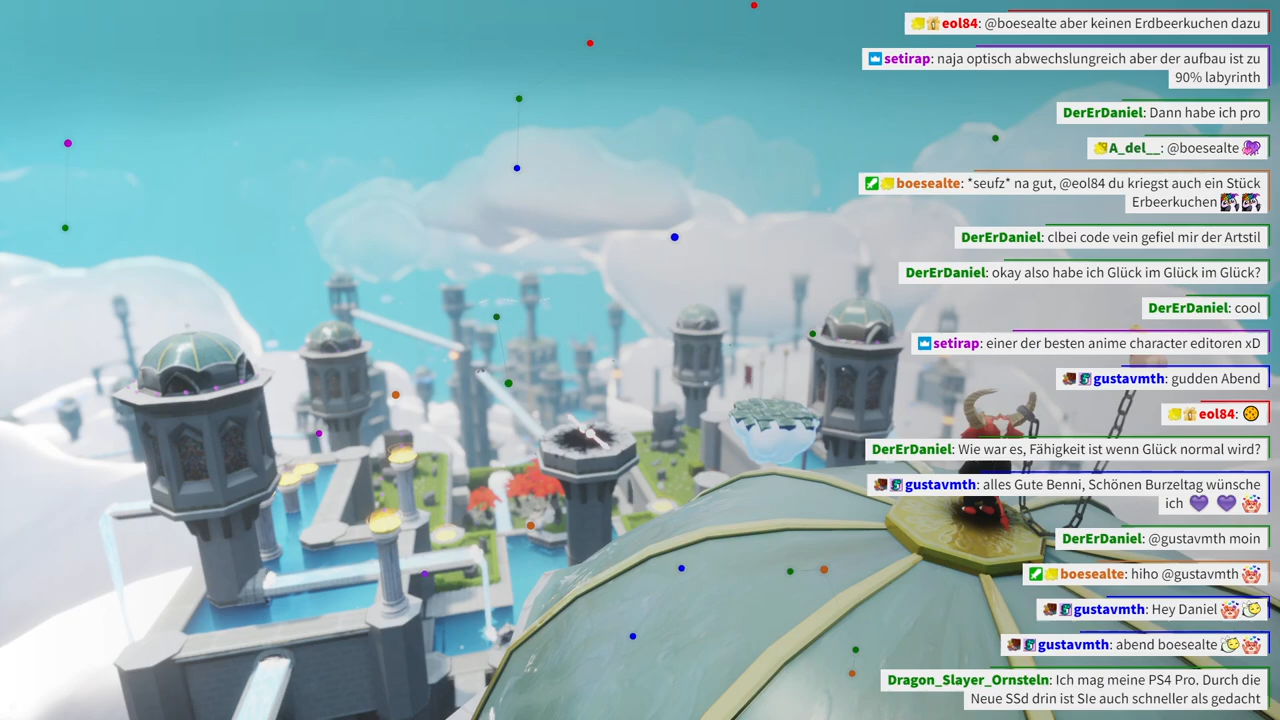 eol84: @boesealte aber keinen Erdbeerkuchen dazu
setirap: naja optisch abwechslungreich aber der aufbau ist zu
90% labyrinth
DerErDaniel: Dann habe ich pro
A_del__: @boesealte
boesealte: *seufz* na gut, @eol84 du kriegst auch ein Stück
Erbeerkuchen
DerErDaniel: clbei code vein gefiel mir der Artstil
DerErDaniel: okay also habe ich Glück im Glück im Glück?
DerErDaniel: cool
setirap: einer der besten anime character editoren xD
gustavmth: gudden Abend
eol84:
DerErDaniel: Wie war es, Fähigkeit ist wenn Glück normal wird?
gustavmth: alles Gute Benni, Schönen Burzeltag wünsche
ich
DerErDaniel: @gustavmth moin
boesealte: hiho @gustavmth
gustavmth: Hey Daniel
gustavmth: abend boesealte
Dragon_Slayer_Ornsteln: Ich mag meine PS4 Pro. Durch die
Neue SSd drin ist SIe auch schneller als gedacht